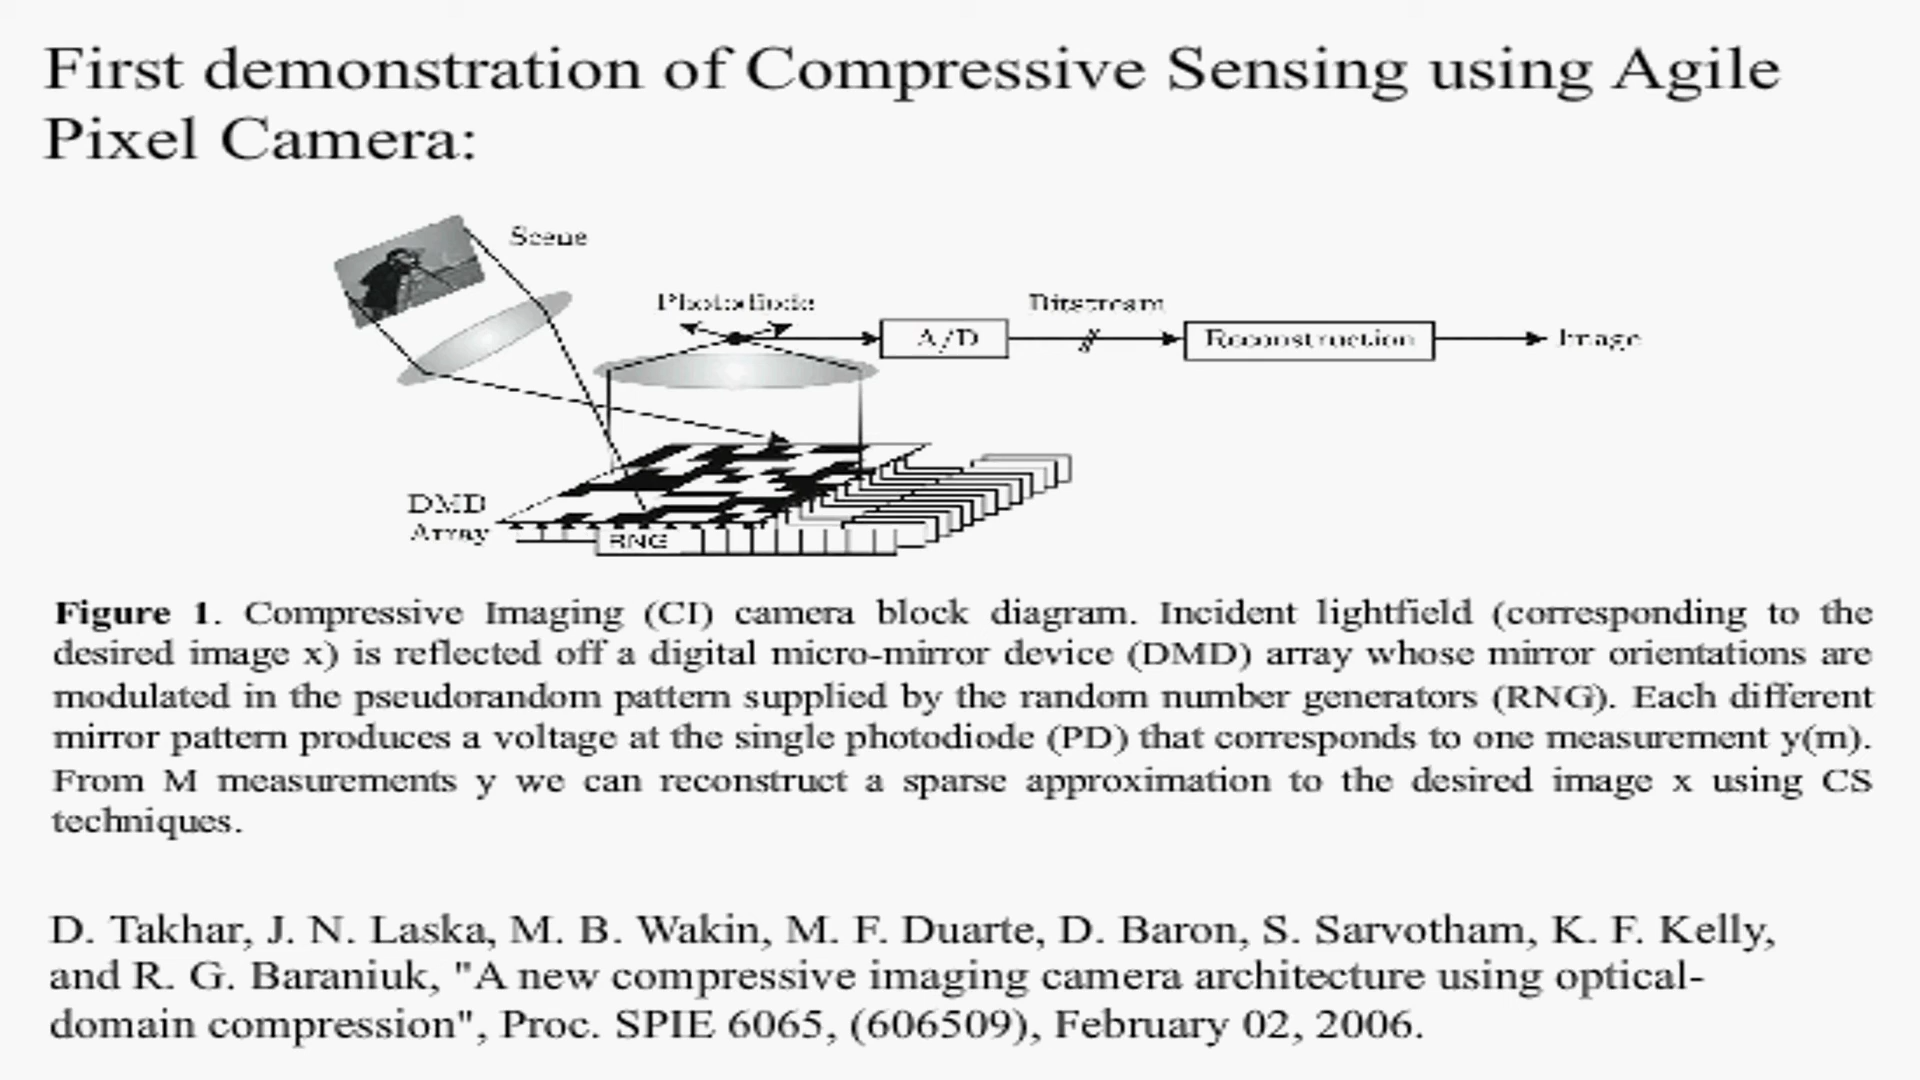 First demonstration of Compressive Sensing using Agile
Pixel Camera:
Scene
Photodiode
Bitstream
A/D
Reconstruction
Image
DMD
Array
RNG
Figure 1. Compressive Imaging (CI) camera block diagram. Incident lightfield (corresponding to the
desired image x) is reflected off a digital micro-mirror device (DMD) array whose mirror orientations are
modulated in the pseudorandom pattern supplied by the random number generators (RNG). Each different
mirror pattern produces a voltage at the single photodiode (PD) that corresponds to one measurement y(m).
From M measurements y we can reconstruct a sparse approximation to the desired image x using CS
techniques.
D. Takhar, J. N. Laska, M. B. Wakin, M. F. Duarte, D. Baron, S. Sarvotham, K. F. Kelly,
and R. G. Baraniuk, "A new compressive imaging camera architecture using optical-
domain compression", Proc. SPIE 6065, (606509), February 02, 2006.